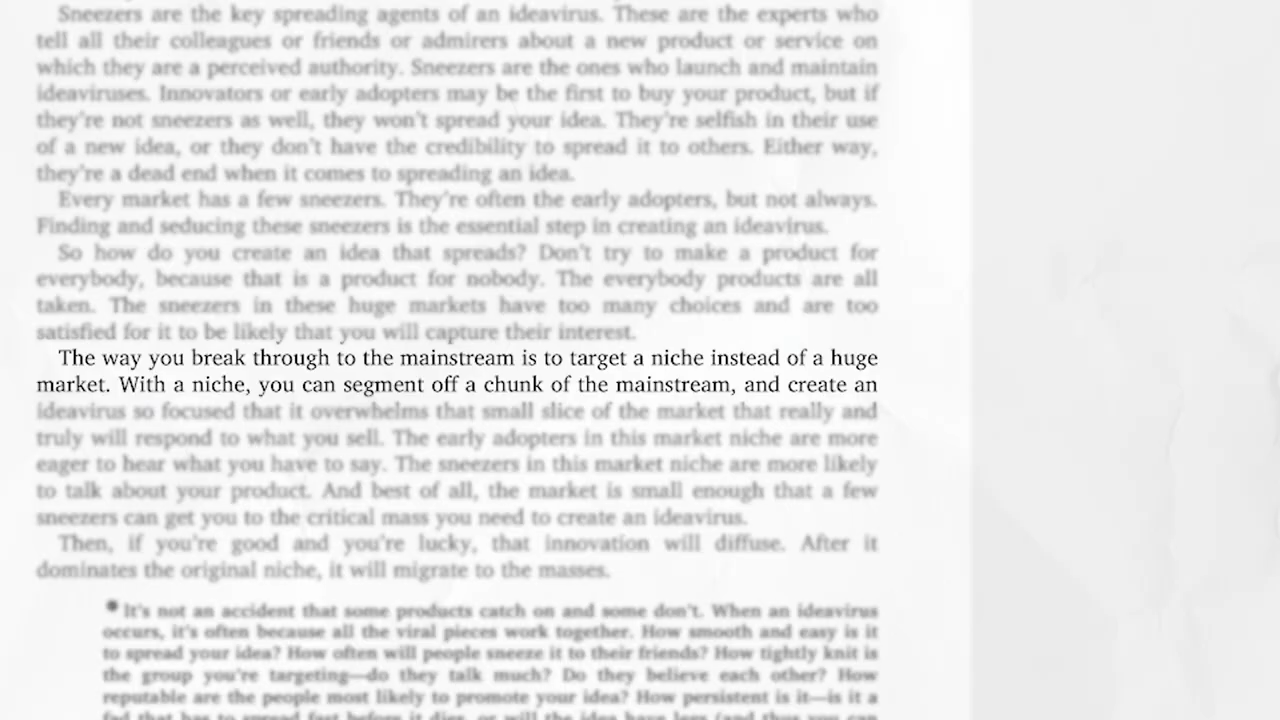 Sneezers are the key spreading agents of an ideavirus. These are the experts who
tell all their colleagues or friends or admirers about a new product or service on
which they are a perceived authority. Sneezers are the ones who launch and maintain
ideaviruses. Innovators or early adopters may be the first to buy your product, but if
they’re not sneezers as well, they won’t spread your idea. They’re selfish in their use
of a new idea, or they don’t have the credibility to spread it to others. Either way,
they’re a dead end when it comes to spreading an idea.
Every market has a few sneezers. They’re often the early adopters, but not always.
Finding and seducing these sneezers is the essential step in creating an ideavirus.
So how do you create an idea that spreads? Don’t try to make a product for
everybody, because that is a product for nobody. The everybody products are all
taken. The sneezers in these huge markets have too many choices and are too
satisfied for it to be likely that you will capture their interest.
The way you break through to the mainstream is to target a niche instead of a huge
market. With a niche, you can segment off a chunk of the mainstream, and create an
ideavirus so focused that it overwhelms that small slice of the market that really and
truly will respond to what you sell. The early adopters in this market niche are more
eager to hear what you have to say. The sneezers in this market niche are more likely
to talk about your product. And best of all, the market is small enough that a few
sneezers can get you to the critical mass you need to create an ideavirus.
Then, if you’re good and you’re lucky, that innovation will diffuse. After it
dominates the original niche, it will migrate to the masses.
● It’s not an accident that some products catch on and some don’t. When an ideavirus
occurs, it’s often because all the viral pieces work together. How smooth and easy is it
to spread your idea? How often will people sneeze it to their friends? How tightly knit is
the group you’re targeting—do they talk much? Do they believe each other? How
reputable are the people most likely to promote your idea? How persistent is it—is it a
fad that has to spread fast before it dies, or will the idea have legs (and thus you can